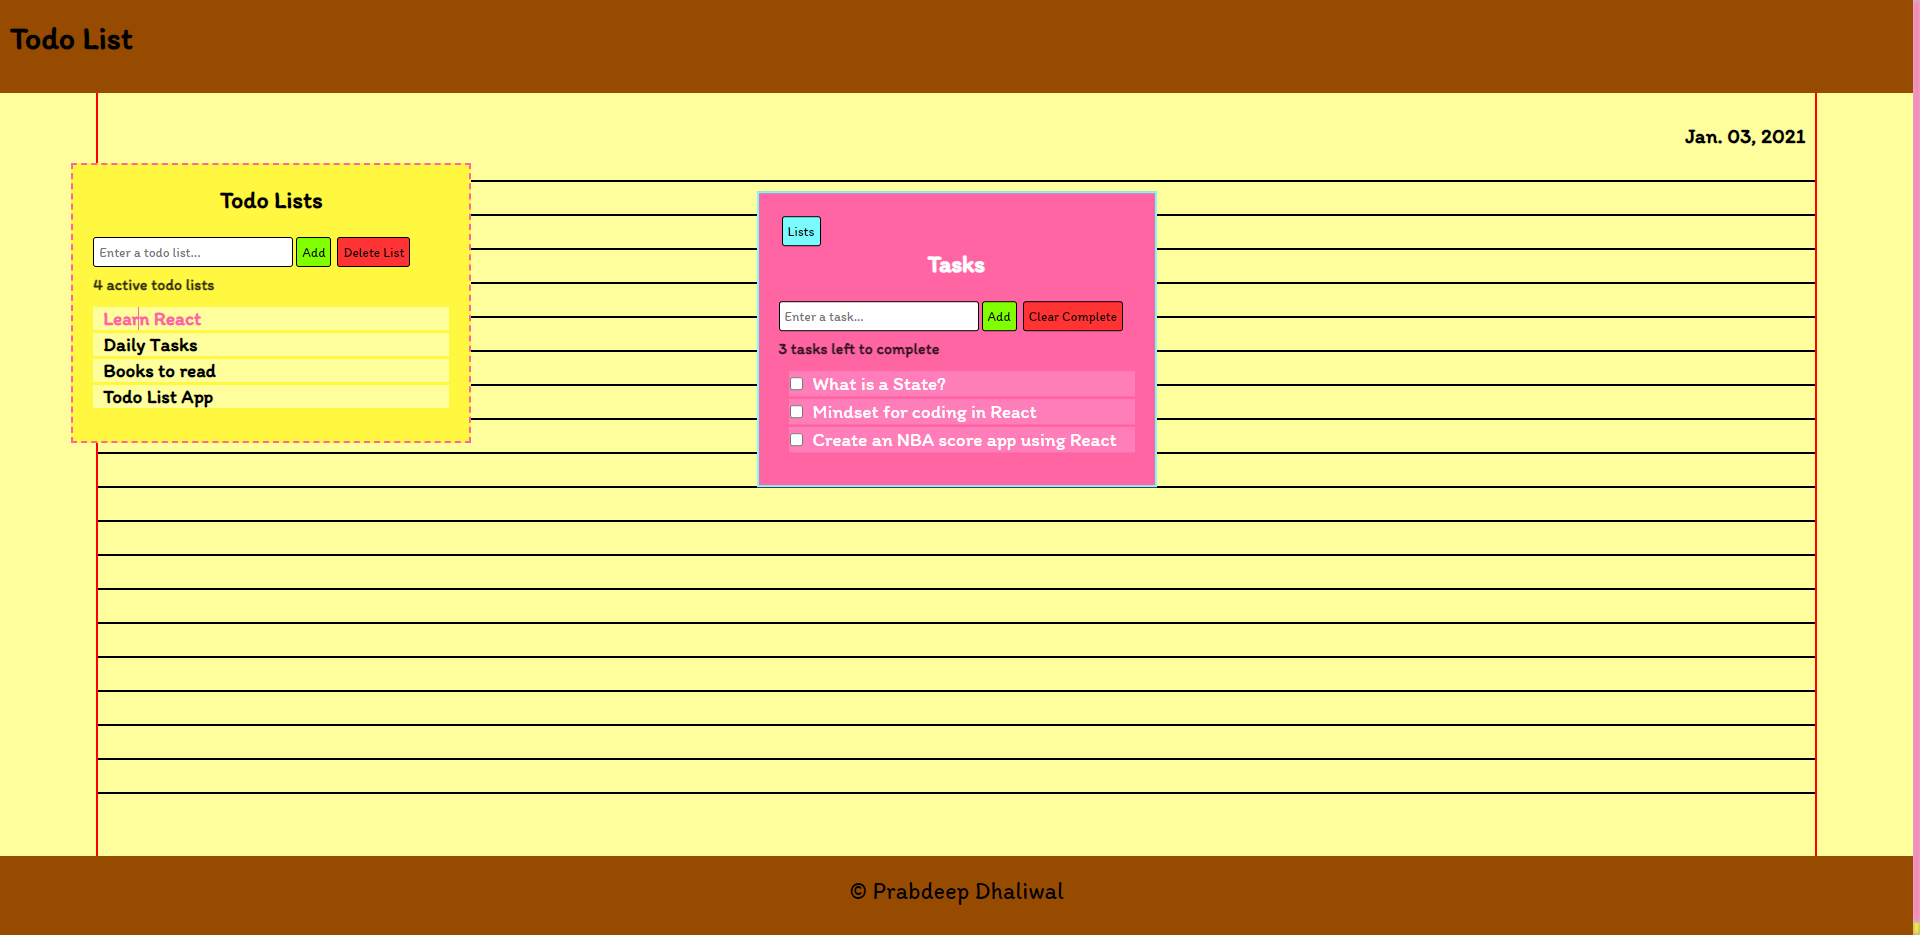 Todo List
Jan. 03, 2021
Todo Lists
Enter a todo list...
Add
Delete List
4 active todo lists
Learn React
Daily Tasks
Books to read
Todo List App
Lists
Tasks
Enter a task...
Add
Clear Complete
3 tasks left to complete
What is a State?
Mindset for coding in React
Create an NBA score app using React
© Prabdeep Dhaliwal